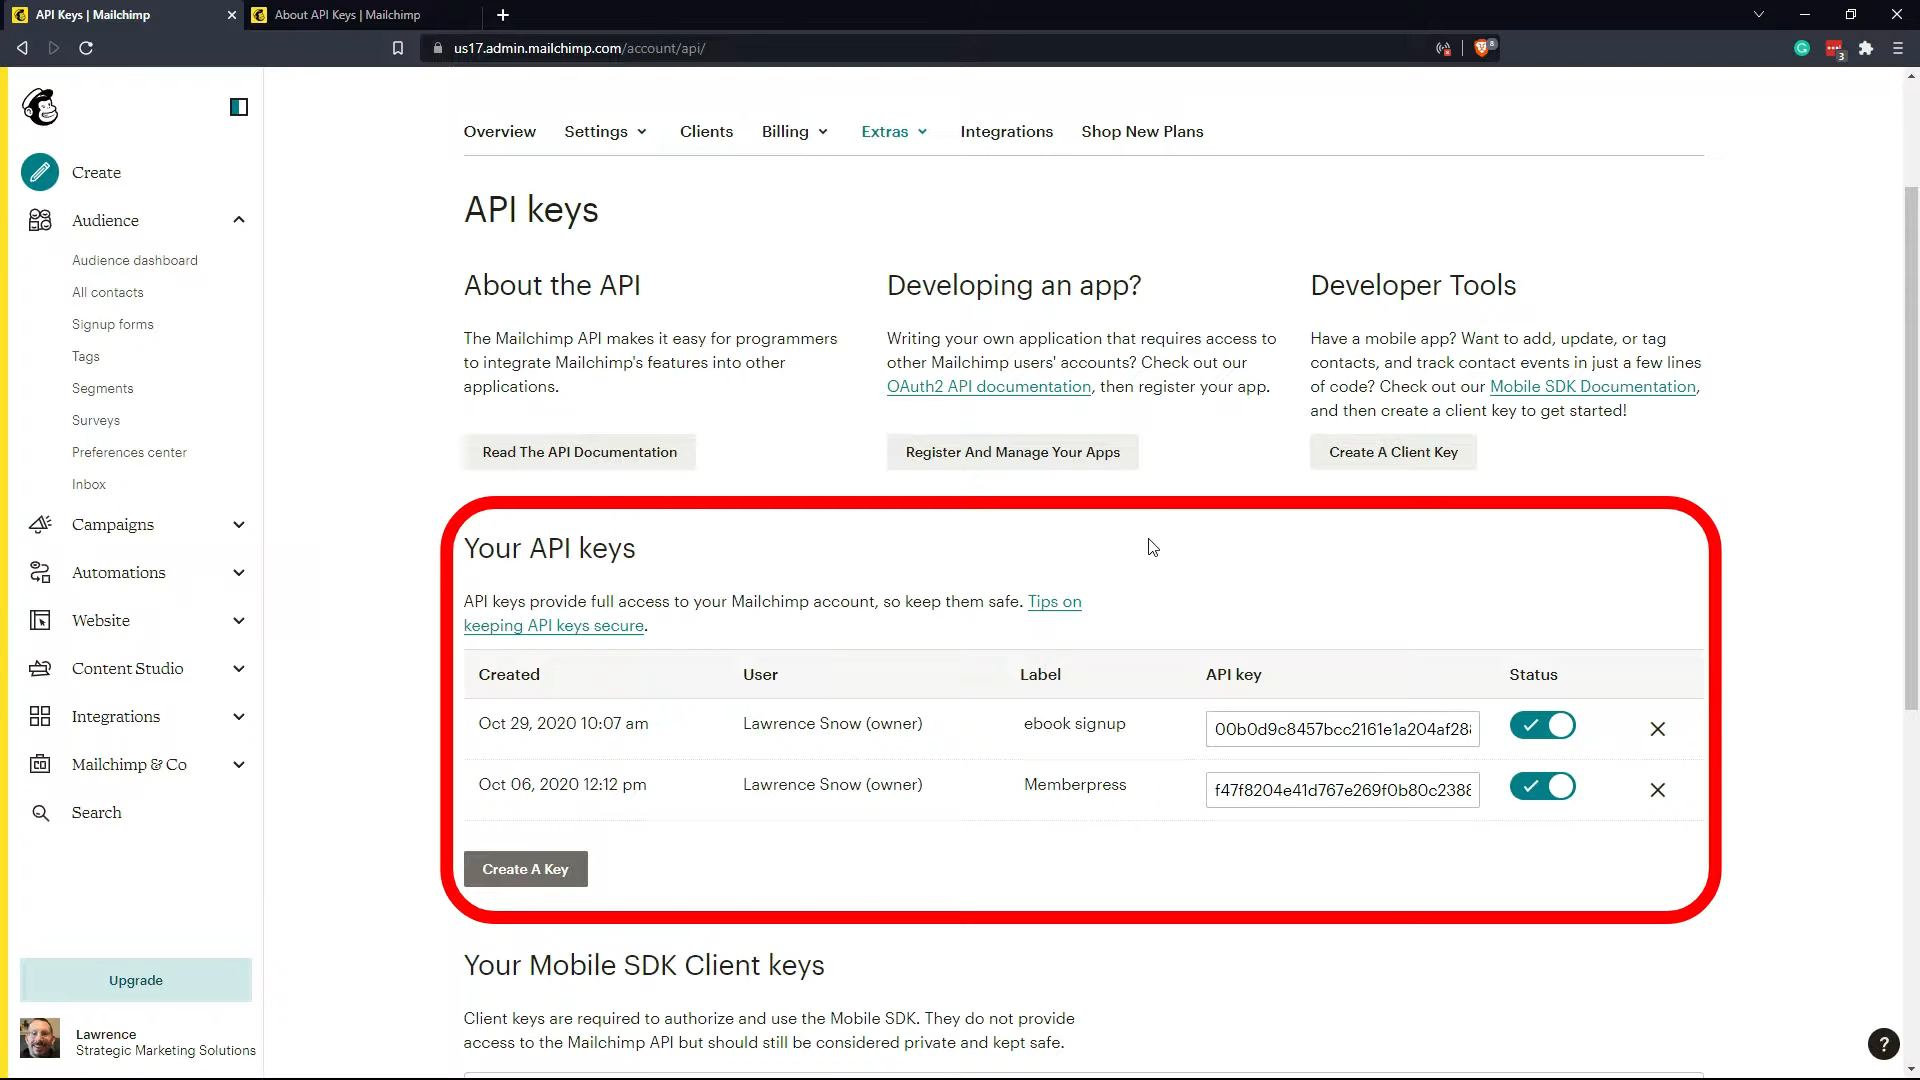 API Keys | Mailchimp
About API Keys | Mailchimp
us17.admin.mailchimp.com/account/api/
8
3
Overview Settings Clients Billing Extras Integrations Shop New Plans
Create
Audience
Audience dashboard
All contacts
Signup forms
Tags
Segments
Surveys
Preferences center
Inbox
Campaigns
Automations
Website
Content Studio
Integrations
Mailchimp & Co
Search
Upgrade
Lawrence
Strategic Marketing Solutions
API keys
About the API
The Mailchimp API makes it easy for programmers
to integrate Mailchimp's features into other
applications.
Read The API Documentation
Developing an app?
Writing your own application that requires access to
other Mailchimp users' accounts? Check out our
OAuth2 API documentation, then register your app.
Register And Manage Your Apps
Developer Tools
Have a mobile app? Want to add, update, or tag
contacts, and track contact events in just a few lines
of code? Check out our Mobile SDK Documentation,
and then create a client key to get started!
Create A Client Key
Your API keys
API keys provide full access to your Mailchimp account, so keep them safe. Tips on
keeping API keys secure.
Created User Label API key Status
Oct 29, 2020 10:07 am Lawrence Snow (owner) ebook signup 00b0d9c8457bcc2161e1a204af28
Oct 06, 2020 12:12 pm Lawrence Snow (owner) Memberpress f47f8204e41d767e269f0b80c2388
Create A Key
Your Mobile SDK Client keys
Client keys are required to authorize and use the Mobile SDK. They do not provide
access to the Mailchimp API but should still be considered private and kept safe.
?